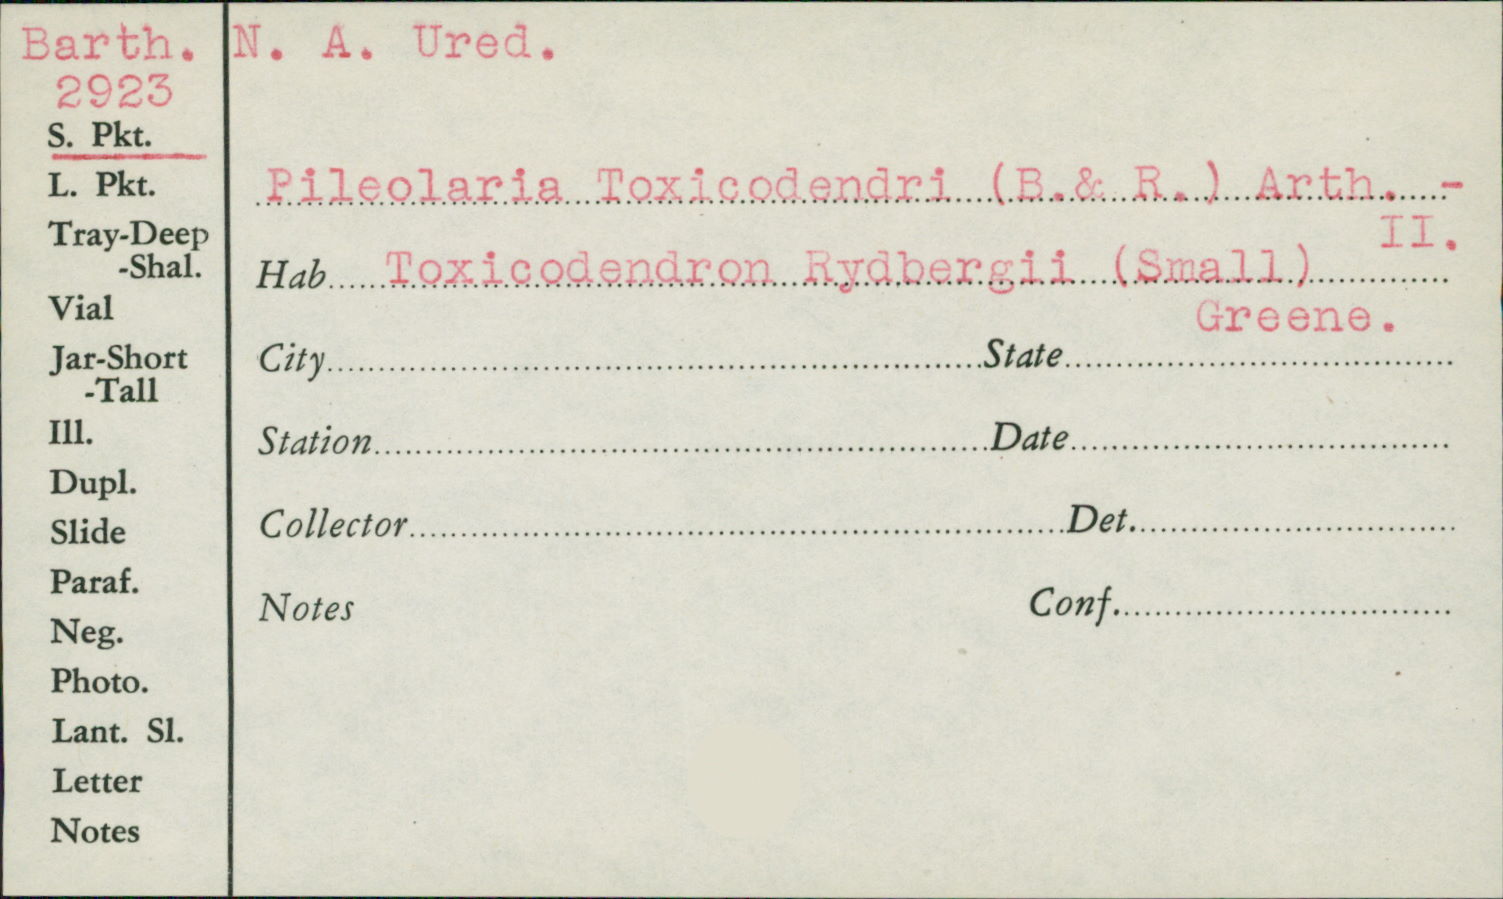 Barth. N. A. Ured.
2923
S. Pkt.
L. Pkt.
Tray-Deep
-Shal.
Vial
Jar-Short
-Tall
Ill.
Dupl.
Slide
Paraf.
Neg.
Photo.
Lant. Sl.
Letter
Notes
Pileolaria Toxicodendri (B.& R.) Arth. -
II.
Hab. Toxicodendron Rydbergii (Small)
Greene.
City State
Station Date
Collector Det.
Notes Conf.